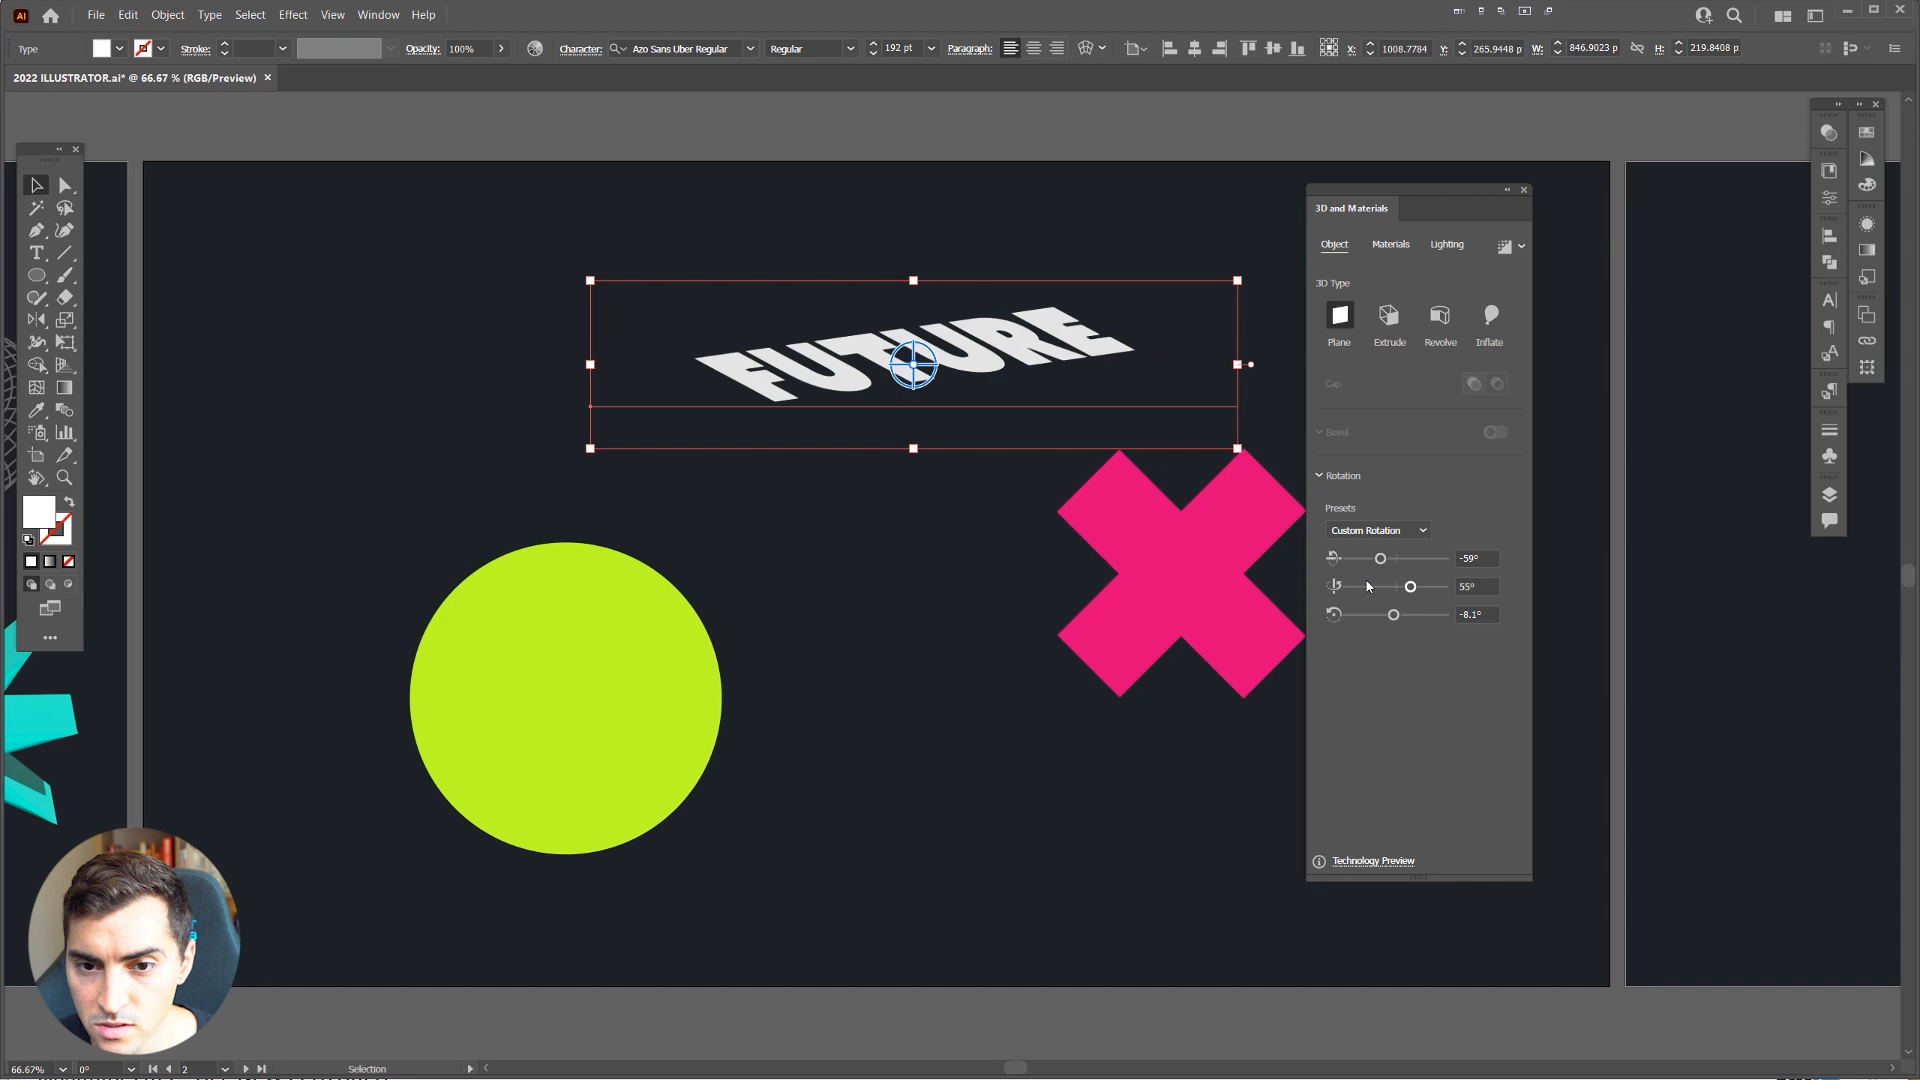 Ai File Edit Object Type Select Effect View Window Help
Type Stroke: Opacity: 100% Character: Azo Sans Uber Regular Regular 192 pt Paragraph: X: 1008.7784 Y: 265.9448 p W: 846.9023 p H: 219.8408 p
2022 ILLUSTRATOR.ai* @ 66.67 % (RGB/Preview)
3D and Materials
Object Materials Lighting
3D Type
Plane Extrude Revolve Inflate
FUTURE
Cap
Bevel
Rotation
Presets
Custom Rotation
-59°
55°
-8.1°
Technology Preview
66.67% 0° 2 Selection